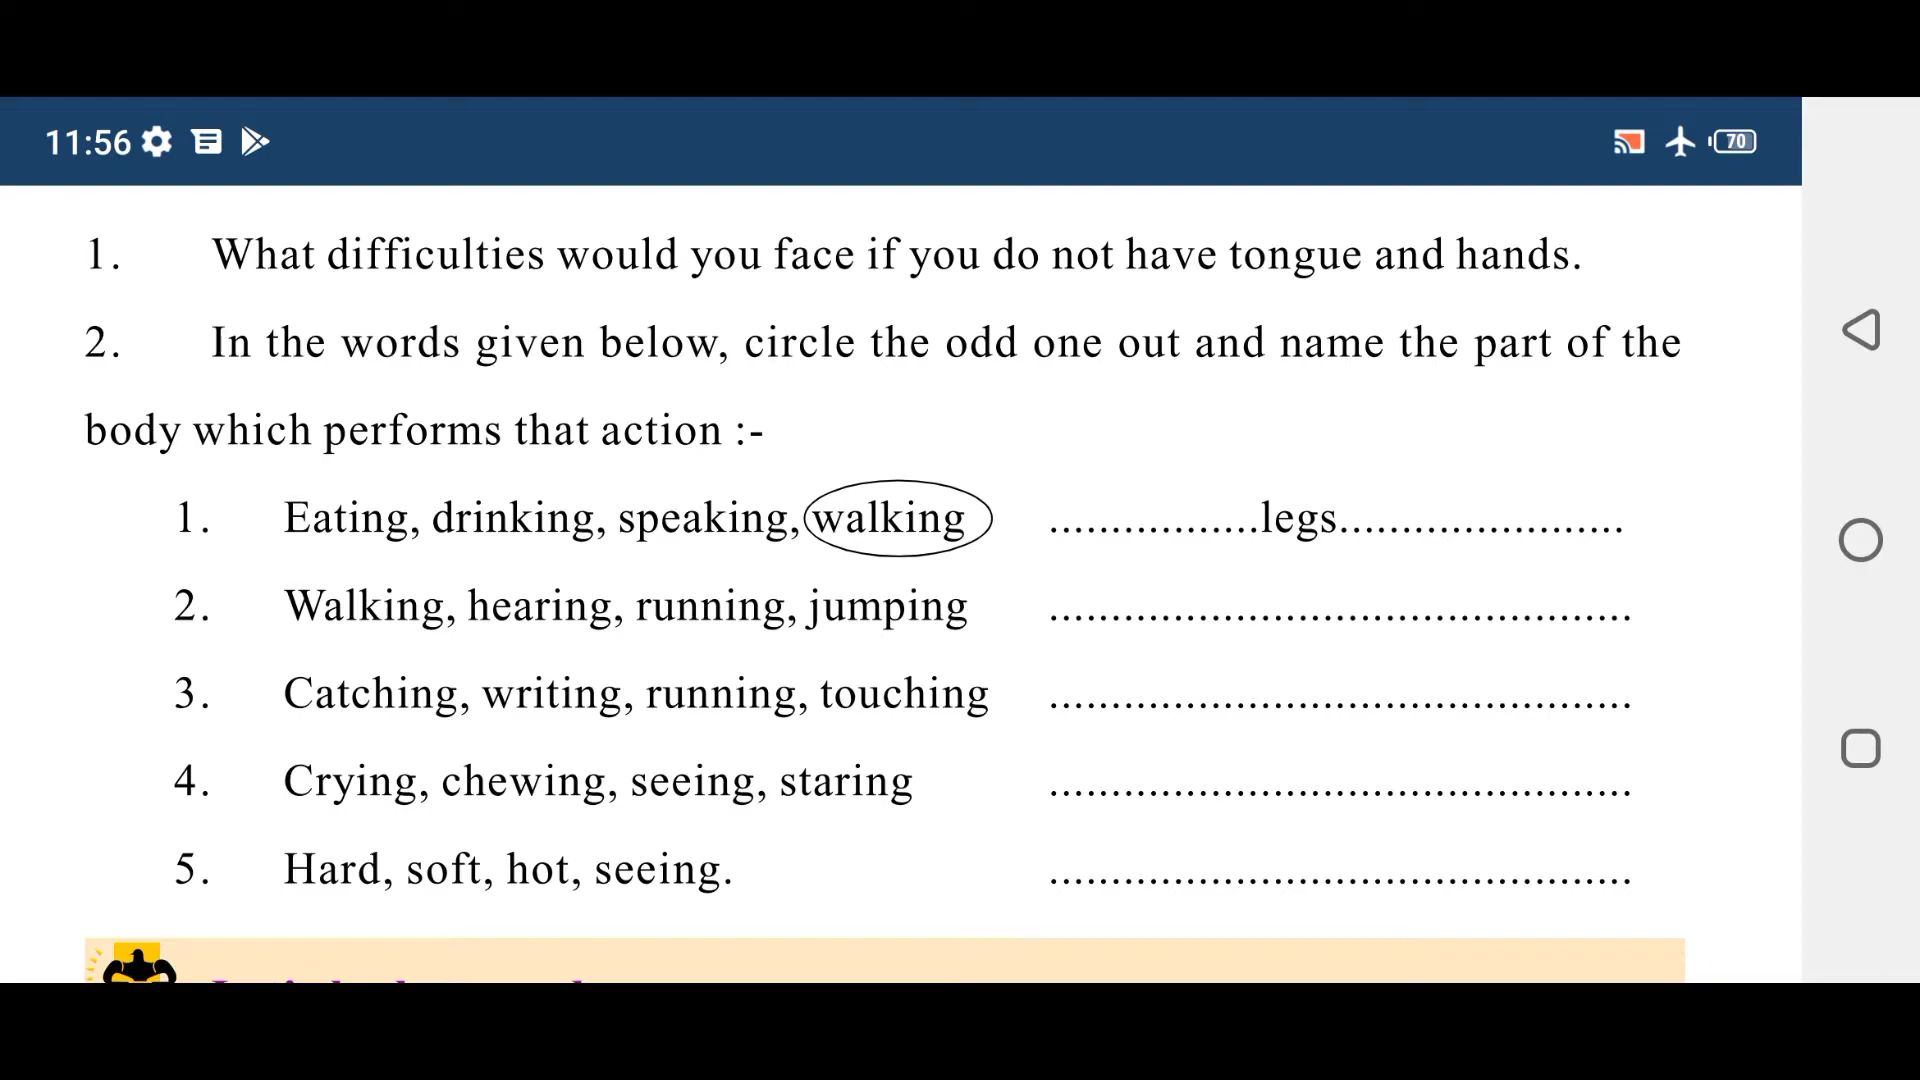 11:56
70
1. What difficulties would you face if you do not have tongue and hands.
2. In the words given below, circle the odd one out and name the part of the
body which performs that action :-
1. Eating, drinking, speaking, walking .................legs.......................
2. Walking, hearing, running, jumping ...............................................
3. Catching, writing, running, touching ...............................................
4. Crying, chewing, seeing, staring ...............................................
5. Hard, soft, hot, seeing. ...............................................